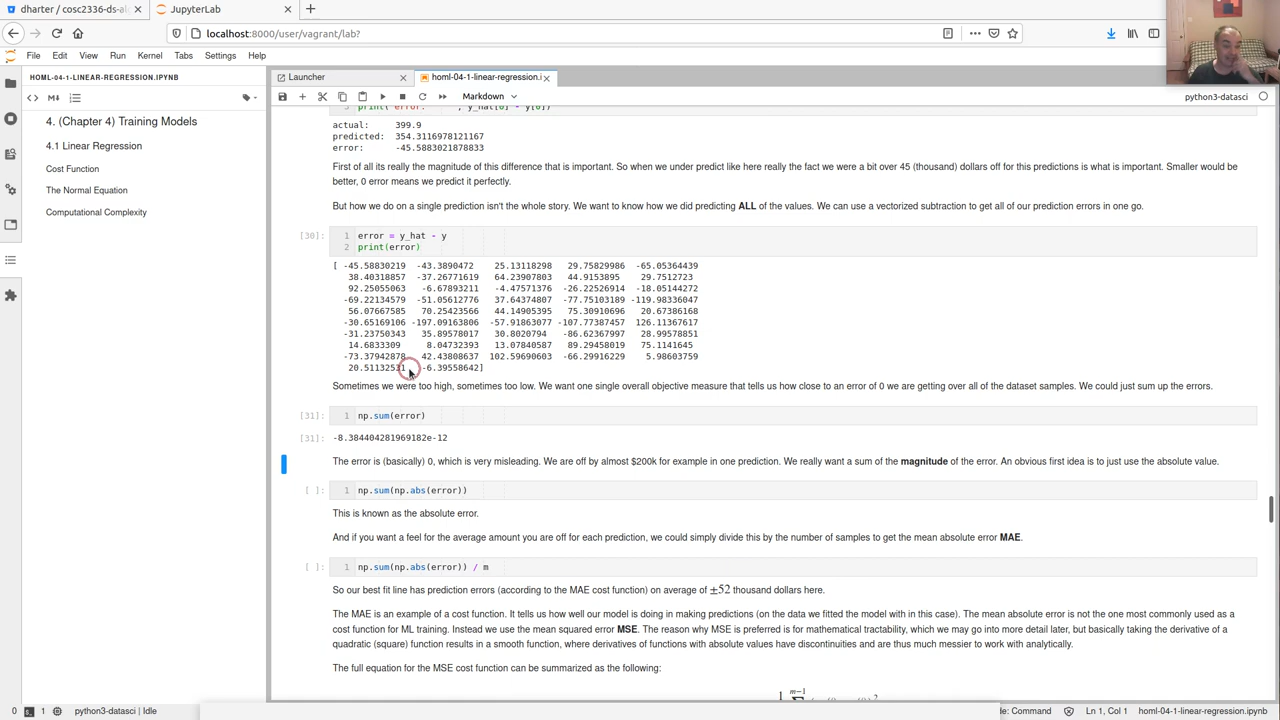 dharter / cosc2336-ds-al
JupyterLab
localhost:8000/user/vagrant/lab?
File Edit View Run Kernel Tabs Settings Help
HOML-04-1-LINEAR-REGRESSION.IPYNB
4. (Chapter 4) Training Models
4.1 Linear Regression
Cost Function
The Normal Equation
Computational Complexity
Launcher
homl-04-1-linear-regression.i
Markdown
python3-datasci
3 print("error: ", y_hat[0] - y[0])
actual: 399.9
predicted: 354.3116978121167
error: -45.5883021878833
First of all its really the magnitude of this difference that is important. So when we under predict like here really the fact we were a bit over 45 (thousand) dollars off for this predictions is what is important. Smaller would be
better, 0 error means we predict it perfectly.
But how we do on a single prediction isn't the whole story. We want to know how we did predicting ALL of the values. We can use a vectorized subtraction to get all of our prediction errors in one go.
[30]: 1 error = y_hat - y
2 print(error)
[ -45.58830219 -43.3890472 25.13118298 29.75829986 -65.05364439
38.40318857 -37.26771619 64.23907803 44.9153895 29.7512723
92.25055063 -6.67893211 -4.47571376 -26.22526914 -18.05144272
-69.22134579 -51.05612776 37.64374807 -77.75103189 -119.98336047
56.07667585 70.25423566 44.14905395 75.30910696 20.67386168
-30.65169106 -197.09163806 -57.91863077 -107.77387457 126.11367617
-31.23750343 35.89578017 30.8020794 -86.62367997 28.99578851
14.6833309 8.04732393 13.07840587 89.29458019 75.1141645
-73.37942878 42.43808637 102.59690603 -66.29916229 5.98603759
20.51132531 -6.39558642]
Sometimes we were too high, sometimes too low. We want one single overall objective measure that tells us how close to an error of 0 we are getting over all of the dataset samples. We could just sum up the errors.
[31]: 1 np.sum(error)
[31]: -8.384404281969182e-12
The error is (basically) 0, which is very misleading. We are off by almost $200k for example in one prediction. We really want a sum of the magnitude of the error. An obvious first idea is to just use the absolute value.
[ ]: 1 np.sum(np.abs(error))
This is known as the absolute error.
And if you want a feel for the average amount you are off for each prediction, we could simply divide this by the number of samples to get the mean absolute error MAE.
[ ]: 1 np.sum(np.abs(error)) / m
So our best fit line has prediction errors (according to the MAE cost function) on average of ±52 thousand dollars here.
The MAE is an example of a cost function. It tells us how well our model is doing in making predictions (on the data we fitted the model with in this case). The mean absolute error is not the one most commonly used as a
cost function for ML training. Instead we use the mean squared error MSE. The reason why MSE is preferred is for mathematical tractability, which we may go into more detail later, but basically taking the derivative of a
quadratic (square) function results in a smooth function, where derivatives of functions with absolute values have discontinuities and are thus much messier to work with analytically.
The full equation for the MSE cost function can be summarized as the following:
0 1 python3-datasci | Idle
de: Command Ln 1, Col 1 homl-04-1-linear-regression.ipynb